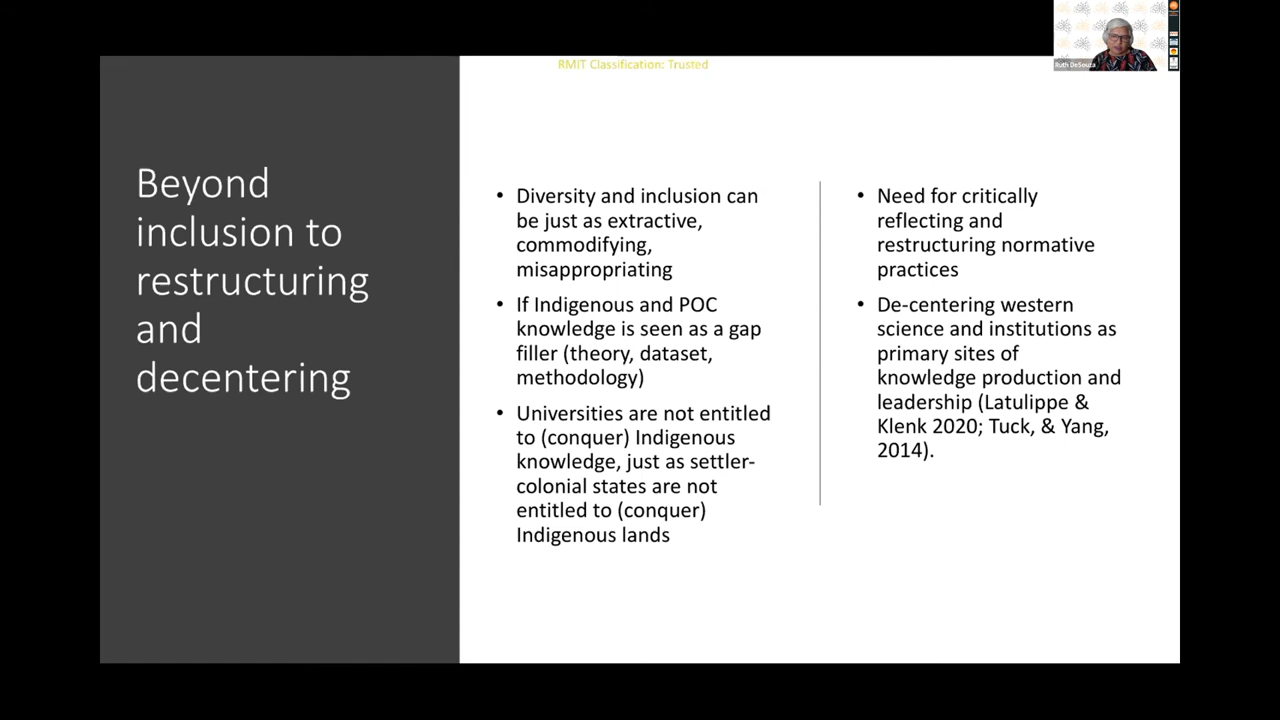 RMIT Classification: Trusted
Ruth DeSouza
Beyond
inclusion to
restructuring
and
decentering
• Diversity and inclusion can
be just as extractive,
commodifying,
misappropriating
• If Indigenous and POC
knowledge is seen as a gap
filler (theory, dataset,
methodology)
• Universities are not entitled
to (conquer) Indigenous
knowledge, just as settler-
colonial states are not
entitled to (conquer)
Indigenous lands
• Need for critically
reflecting and
restructuring normative
practices
• De-centering western
science and institutions as
primary sites of
knowledge production and
leadership (Latulippe &
Klenk 2020; Tuck, & Yang,
2014).